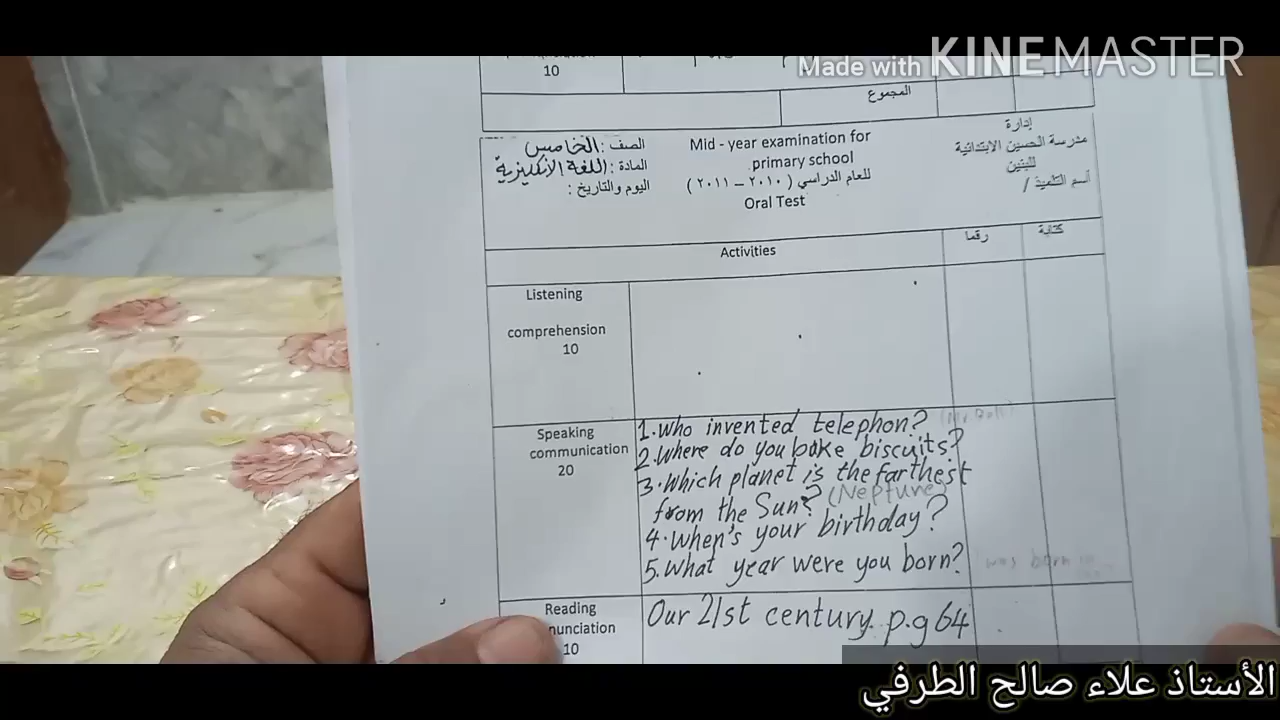 Made with KINEMASTER
10
المجموع
إدارة
مدرسة الحسين الابتدائية
للبنين
أسم التلميذ /
Mid - year examination for
primary school
للعام الدراسي ( ٢٠١٠ – ٢٠١١ )
Oral Test
الصف : الخامس
المادة : اللغة الانكليزية
اليوم والتاريخ :
Activities
رقما
كتابة
Listening
comprehension
10
Speaking
communication
20
1. Who invented telephon?
2. Where do you bake biscuits?
3. Which planet is the farthest
from the Sun? (Neptune)
4. When's your birthday?
5. What year were you born?
was born in
Reading
10
Our 21st century. p.g 64
الأستاذ علاء صالح الطرفي